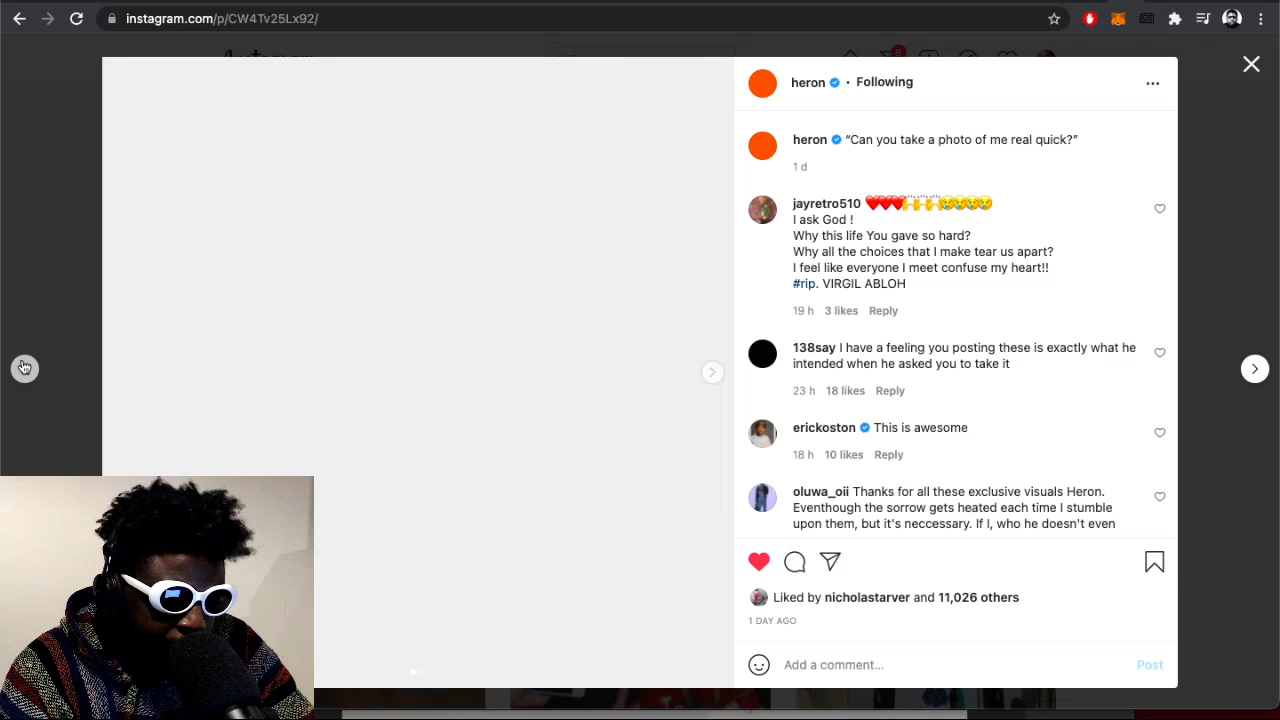 instagram.com/p/CW4Tv25Lx92/
8
heron • Following
heron “Can you take a photo of me real quick?”
1 d
jayretro510 ❤️❤️❤️🙌🙌🙌😢😢😢😢
I ask God !
Why this life You gave so hard?
Why all the choices that I make tear us apart?
I feel like everyone I meet confuse my heart!!
#rip. VIRGIL ABLOH
19 h 3 likes Reply
138say I have a feeling you posting these is exactly what he
intended when he asked you to take it
23 h 18 likes Reply
erickoston This is awesome
18 h 10 likes Reply
oluwa_oii Thanks for all these exclusive visuals Heron.
Eventhough the sorrow gets heated each time I stumble
upon them, but it's neccessary. If I, who he doesn't even
Liked by nicholastarver and 11,026 others
1 DAY AGO
Add a comment...
Post